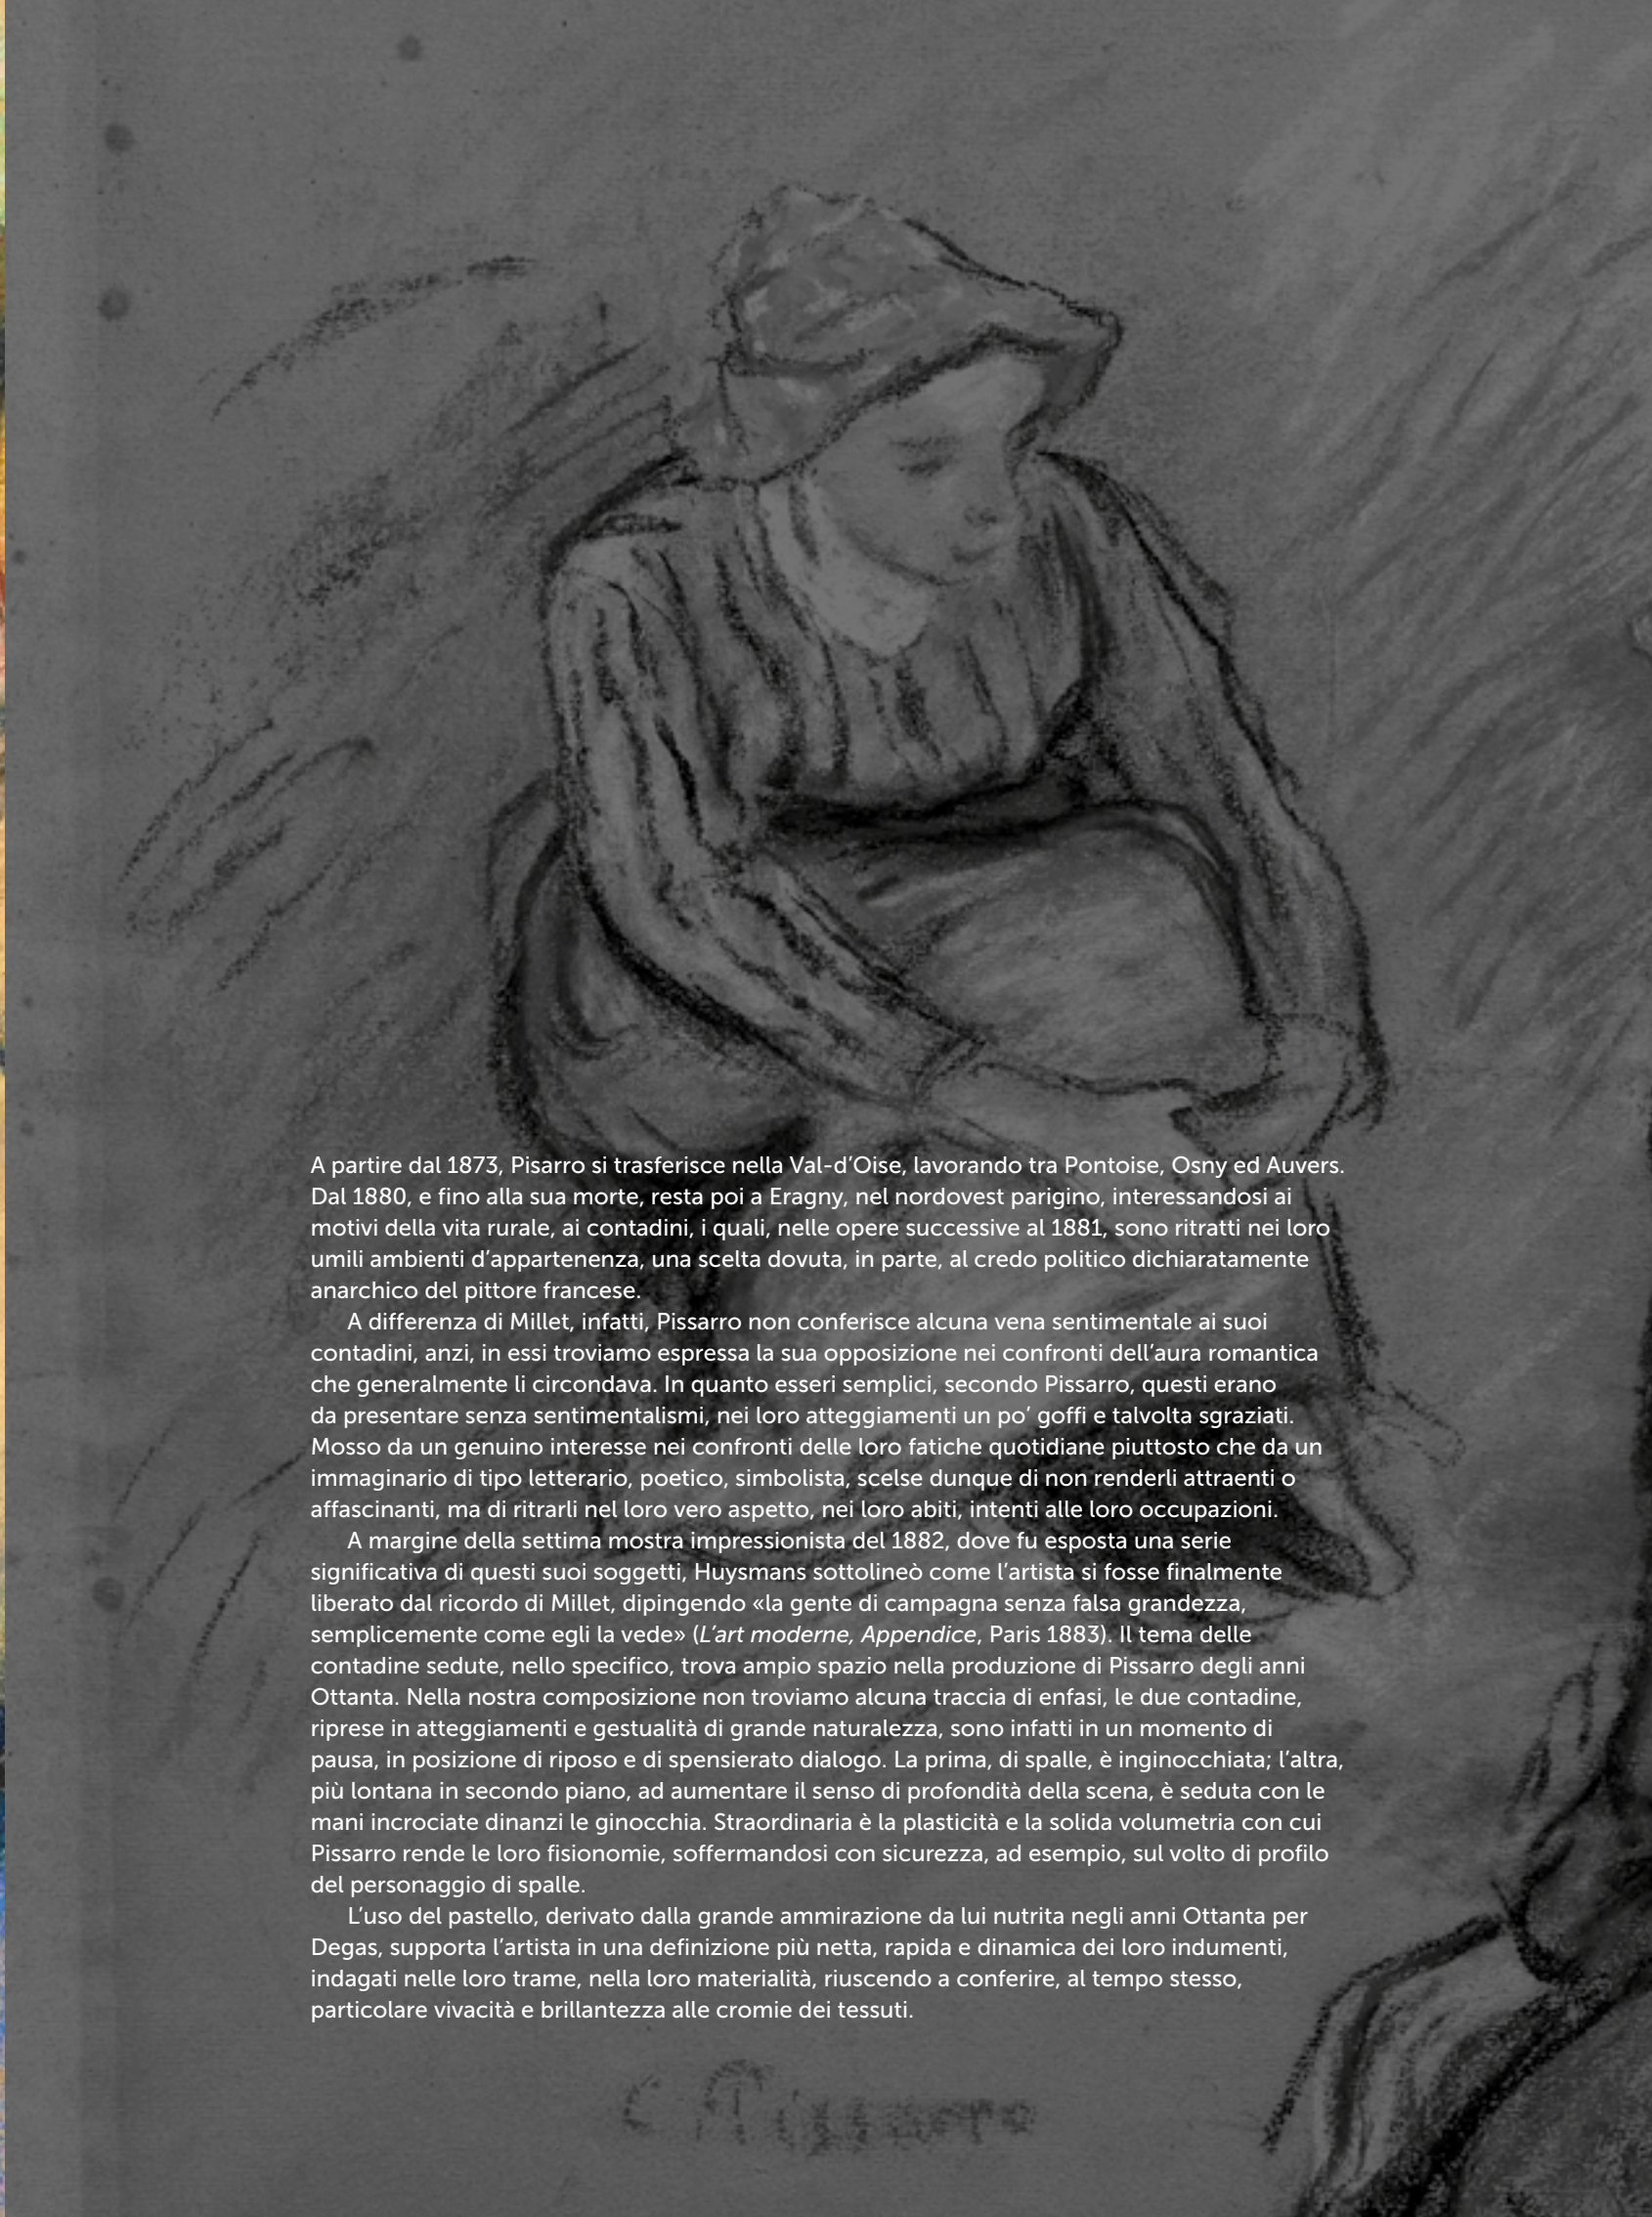 A partire dal 1873, Pisarro si trasferisce nella Val-d’Oise, lavorando tra Pontoise, Osny ed Auvers.
Dal 1880, e fino alla sua morte, resta poi a Eragny, nel nordovest parigino, interessandosi ai
motivi della vita rurale, ai contadini, i quali, nelle opere successive al 1881, sono ritratti nei loro
umili ambienti d’appartenenza, una scelta dovuta, in parte, al credo politico dichiaratamente
anarchico del pittore francese.
A differenza di Millet, infatti, Pissarro non conferisce alcuna vena sentimentale ai suoi
contadini, anzi, in essi troviamo espressa la sua opposizione nei confronti dell’aura romantica
che generalmente li circondava. In quanto esseri semplici, secondo Pissarro, questi erano
da presentare senza sentimentalismi, nei loro atteggiamenti un po’ goffi e talvolta sgraziati.
Mosso da un genuino interesse nei confronti delle loro fatiche quotidiane piuttosto che da un
immaginario di tipo letterario, poetico, simbolista, scelse dunque di non renderli attraenti o
affascinanti, ma di ritrarli nel loro vero aspetto, nei loro abiti, intenti alle loro occupazioni.
A margine della settima mostra impressionista del 1882, dove fu esposta una serie
significativa di questi suoi soggetti, Huysmans sottolineò come l’artista si fosse finalmente
liberato dal ricordo di Millet, dipingendo «la gente di campagna senza falsa grandezza,
semplicemente come egli la vede» (L’art moderne, Appendice, Paris 1883). Il tema delle
contadine sedute, nello specifico, trova ampio spazio nella produzione di Pissarro degli anni
Ottanta. Nella nostra composizione non troviamo alcuna traccia di enfasi, le due contadine,
riprese in atteggiamenti e gestualità di grande naturalezza, sono infatti in un momento di
pausa, in posizione di riposo e di spensierato dialogo. La prima, di spalle, è inginocchiata; l’altra,
più lontana in secondo piano, ad aumentare il senso di profondità della scena, è seduta con le
mani incrociate dinanzi le ginocchia. Straordinaria è la plasticità e la solida volumetria con cui
Pissarro rende le loro fisionomie, soffermandosi con sicurezza, ad esempio, sul volto di profilo
del personaggio di spalle.
L’uso del pastello, derivato dalla grande ammirazione da lui nutrita negli anni Ottanta per
Degas, supporta l’artista in una definizione più netta, rapida e dinamica dei loro indumenti,
indagati nelle loro trame, nella loro materialità, riuscendo a conferire, al tempo stesso,
particolare vivacità e brillantezza alle cromie dei tessuti.
C. Pissarro